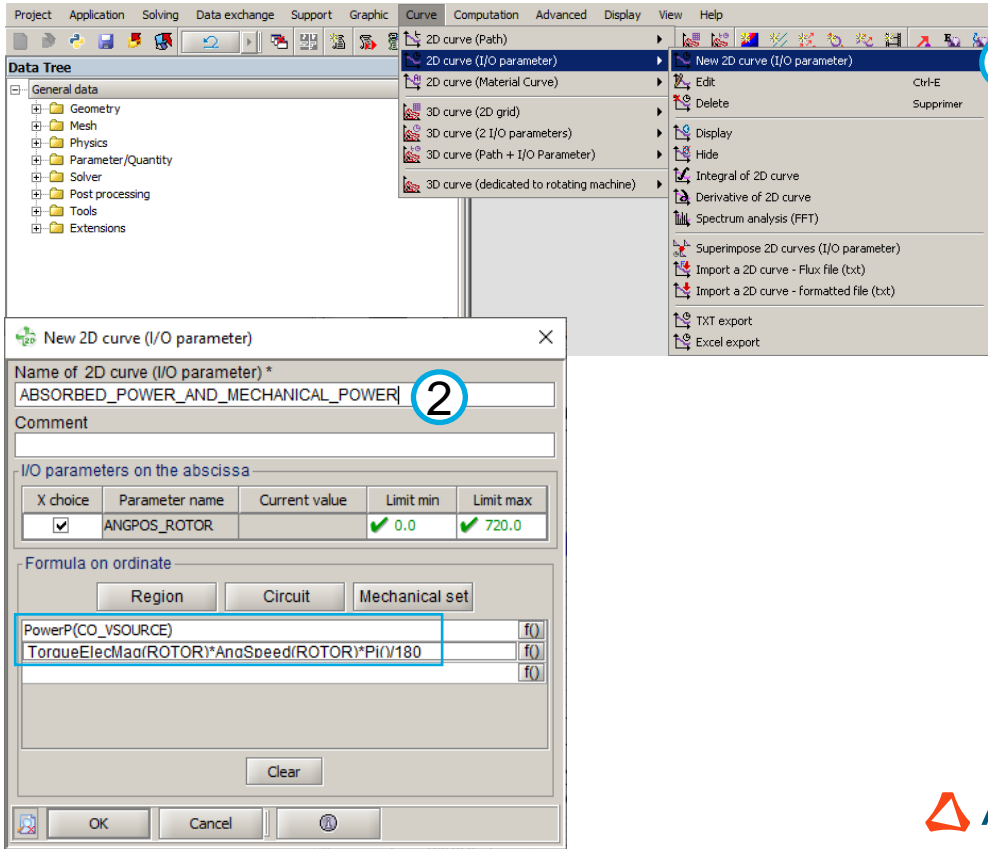 Project Application Solving Data exchange Support Graphic Curve Computation Advanced Display View Help
Data Tree
General data
Geometry
Mesh
Physics
Parameter/Quantity
Solver
Post processing
Tools
Extensions
2D curve (Path)
2D curve (I/O parameter)
2D curve (Material Curve)
3D curve (2D grid)
3D curve (2 I/O parameters)
3D curve (Path + I/O Parameter)
3D curve (dedicated to rotating machine)
New 2D curve (I/O parameter)
Edit Ctrl-E
Delete Supprimer
Display
Hide
Integral of 2D curve
Derivative of 2D curve
Spectrum analysis (FFT)
Superimpose 2D curves (I/O parameter)
Import a 2D curve - Flux file (txt)
Import a 2D curve - formatted file (txt)
TXT export
Excel export
New 2D curve (I/O parameter)
Name of 2D curve (I/O parameter) *
ABSORBED_POWER_AND_MECHANICAL_POWER
2
Comment
I/O parameters on the abscissa
X choice Parameter name Current value Limit min Limit max
ANGPOS_ROTOR 0.0 720.0
Formula on ordinate
Region Circuit Mechanical set
PowerP(CO_VSOURCE) f()
TorqueElecMag(ROTOR)*AngSpeed(ROTOR)*Pi()/180 f()
f()
Clear
OK Cancel